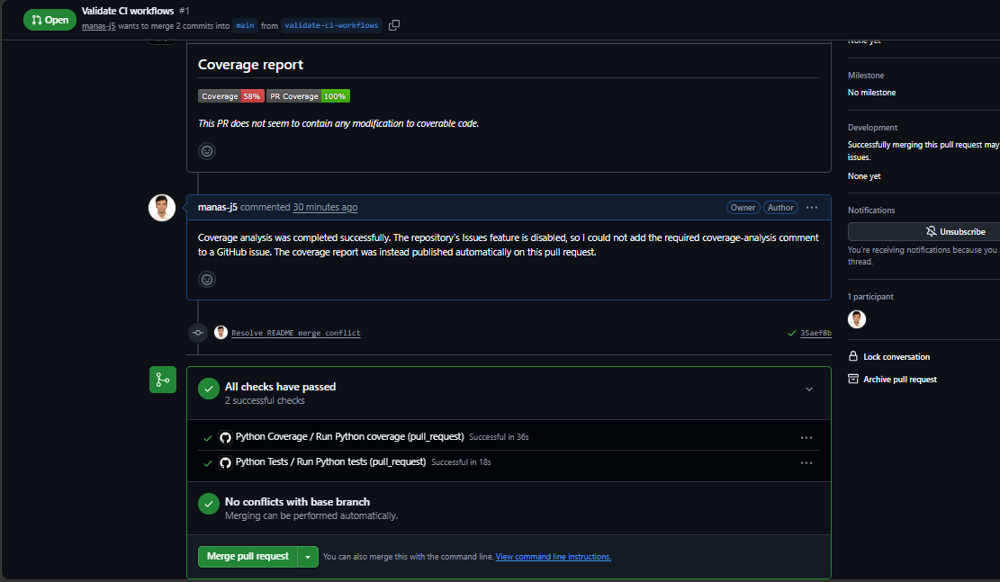 Open
Validate CI workflows #1
manas-j5 wants to merge 2 commits into main from validate-ci-workflows
Coverage report
Coverage 58% PR Coverage 100%
This PR does not seem to contain any modification to coverable code.
manas-j5 commented 30 minutes ago
Owner Author
Coverage analysis was completed successfully. The repository's Issues feature is disabled, so I could not add the required coverage-analysis comment
to a GitHub issue. The coverage report was instead published automatically on this pull request.
Resolve README merge conflict
35aef8b
All checks have passed
2 successful checks
Python Coverage / Run Python coverage (pull_request) Successful in 36s
Python Tests / Run Python tests (pull_request) Successful in 18s
No conflicts with base branch
Merging can be performed automatically.
Merge pull request
You can also merge this with the command line. View command line instructions.
None yet
Milestone
No milestone
Development
Successfully merging this pull request may
issues.
None yet
Notifications
Unsubscribe
You're receiving notifications because you
thread.
1 participant
Lock conversation
Archive pull request